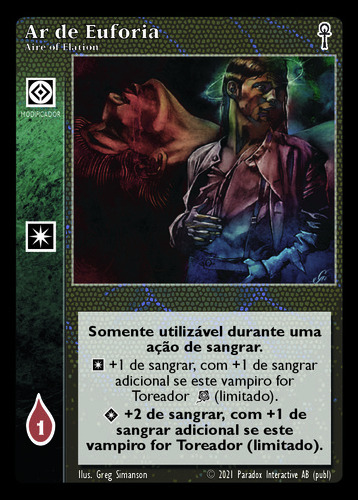 Ar de Euforia
Aire of Elation
MODIFICADOR
Somente utilizável durante uma
ação de sangrar.
+1 de sangrar, com +1 de sangrar
adicional se este vampiro for
Toreador (limitado).
+2 de sangrar, com +1 de
sangrar adicional se este
vampiro for Toreador (limitado).
1
Ilus. Greg Simanson © 2021 Paradox Interactive AB (publ)